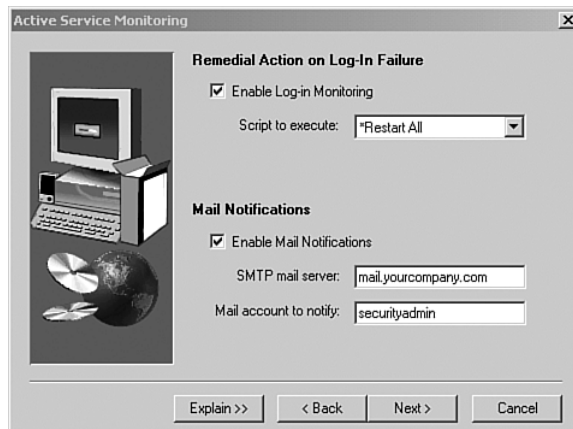 Active Service Monitoring
Remedial Action on Log-In Failure
Enable Log-in Monitoring
Script to execute: *Restart All
Mail Notifications
Enable Mail Notifications
SMTP mail server: mail.yourcompany.com
Mail account to notify: securityadmin
Explain >> < Back Next > Cancel